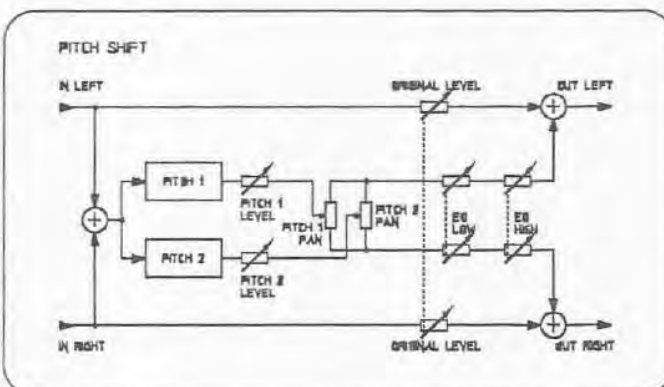 PITCH SHIFT
IN LEFT
ORIGINAL LEVEL
OUT LEFT
PITCH 1
PITCH 1
LEVEL
PITCH 1
PAN
PITCH 2
PAN
EQ
LOW
EQ
HIGH
PITCH 2
PITCH 2
LEVEL
IN RIGHT
ORIGINAL LEVEL
OUT RIGHT